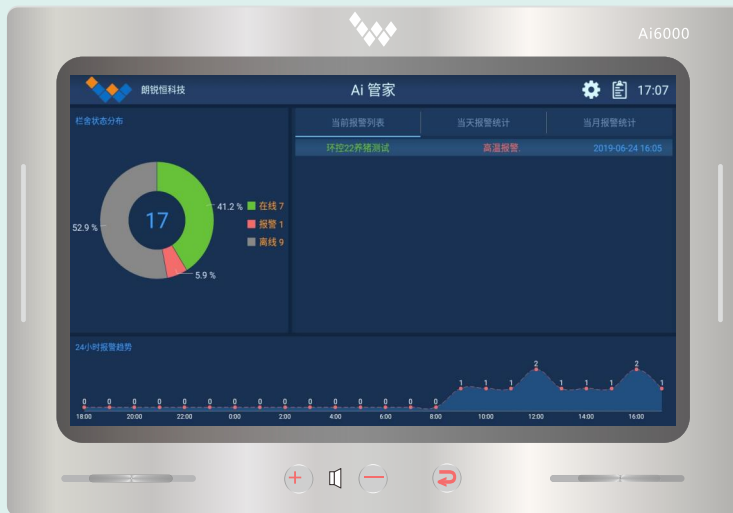 Ai6000
朗锐恒科技
Ai 管家
17:07
栏舍状态分布
当前报警列表
当天报警统计
当月报警统计
环控22养猪测试
高温报警.
2019-06-24 16:05
17
41.2 %
52.9 %
5.9 %
在线 7
报警 1
离线 9
24小时报警趋势
0 0 0 0 0 0 0 0 0 0 0 0 0 0 0 1 1 1 2 1 1 1 2 1
18:00 20:00 22:00 0:00 2:00 4:00 6:00 8:00 10:00 12:00 14:00 16:00